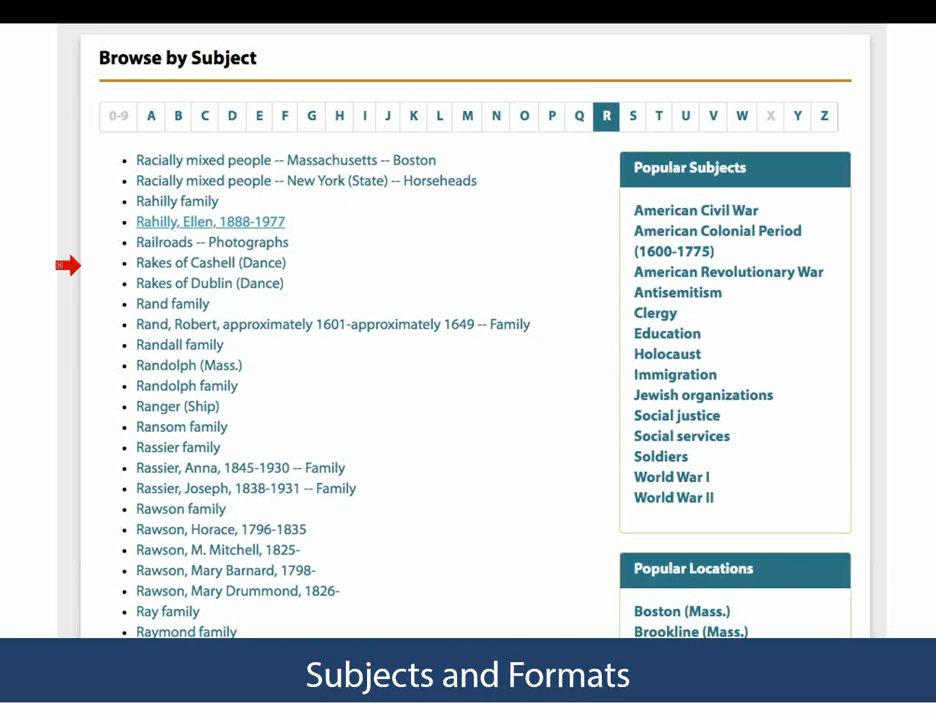 Browse by Subject
0-9 A B C D E F G H I J K L M N O P Q R S T U V W X Y Z
Racially mixed people -- Massachusetts -- Boston
Racially mixed people -- New York (State) -- Horseheads
Rahilly family
Rahilly, Ellen, 1888-1977
Railroads -- Photographs
Rakes of Cashell (Dance)
Rakes of Dublin (Dance)
Rand family
Rand, Robert, approximately 1601-approximately 1649 -- Family
Randall family
Randolph (Mass.)
Randolph family
Ranger (Ship)
Ransom family
Rassier family
Rassier, Anna, 1845-1930 -- Family
Rassier, Joseph, 1838-1931 -- Family
Rawson family
Rawson, Horace, 1796-1835
Rawson, M. Mitchell, 1825-
Rawson, Mary Barnard, 1798-
Rawson, Mary Drummond, 1826-
Ray family
Raymond family
Popular Subjects
American Civil War
American Colonial Period
(1600-1775)
American Revolutionary War
Antisemitism
Clergy
Education
Holocaust
Immigration
Jewish organizations
Social justice
Social services
Soldiers
World War I
World War II
Popular Locations
Boston (Mass.)
Brookline (Mass.)
Subjects and Formats